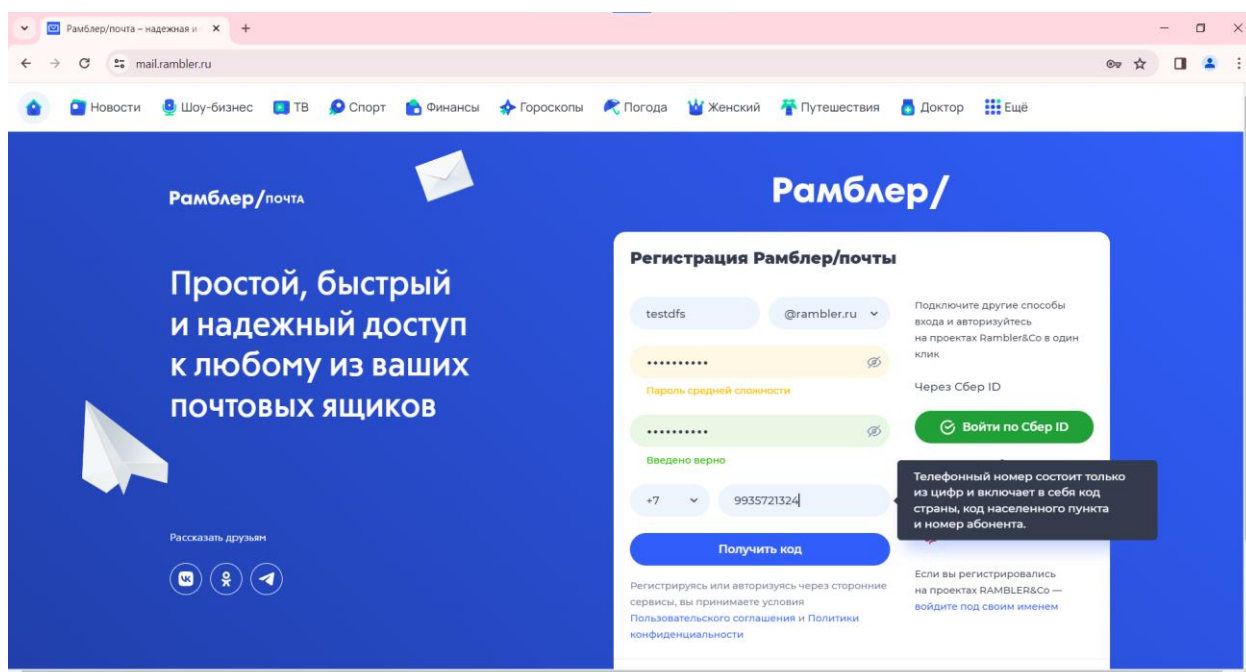 Рамблер/почта – надежная и
mail.rambler.ru
Новости Шоу-бизнес ТВ Спорт Финансы Гороскопы Погода Женский Путешествия Доктор Ещё
Рамблер/почта
Простой, быстрый
и надежный доступ
к любому из ваших
почтовых ящиков
Рассказать друзьям
Рамблер/
Регистрация Рамблер/почты
testdfs @rambler.ru
••••••••••
Пароль средней сложности
••••••••••
Введено верно
+7 9935721324
Получить код
Регистрируясь или авторизуясь через сторонние
сервисы, вы принимаете условия
Пользовательского соглашения и Политики
конфиденциальности
Подключите другие способы
входа и авторизуйтесь
на проектах Rambler&Co в один
клик
Через Сбер ID
Войти по Сбер ID
Телефонный номер состоит только
из цифр и включает в себя код
страны, код населенного пункта
и номер абонента.
Если вы регистрировались
на проектах RAMBLER&Co —
войдите под своим именем